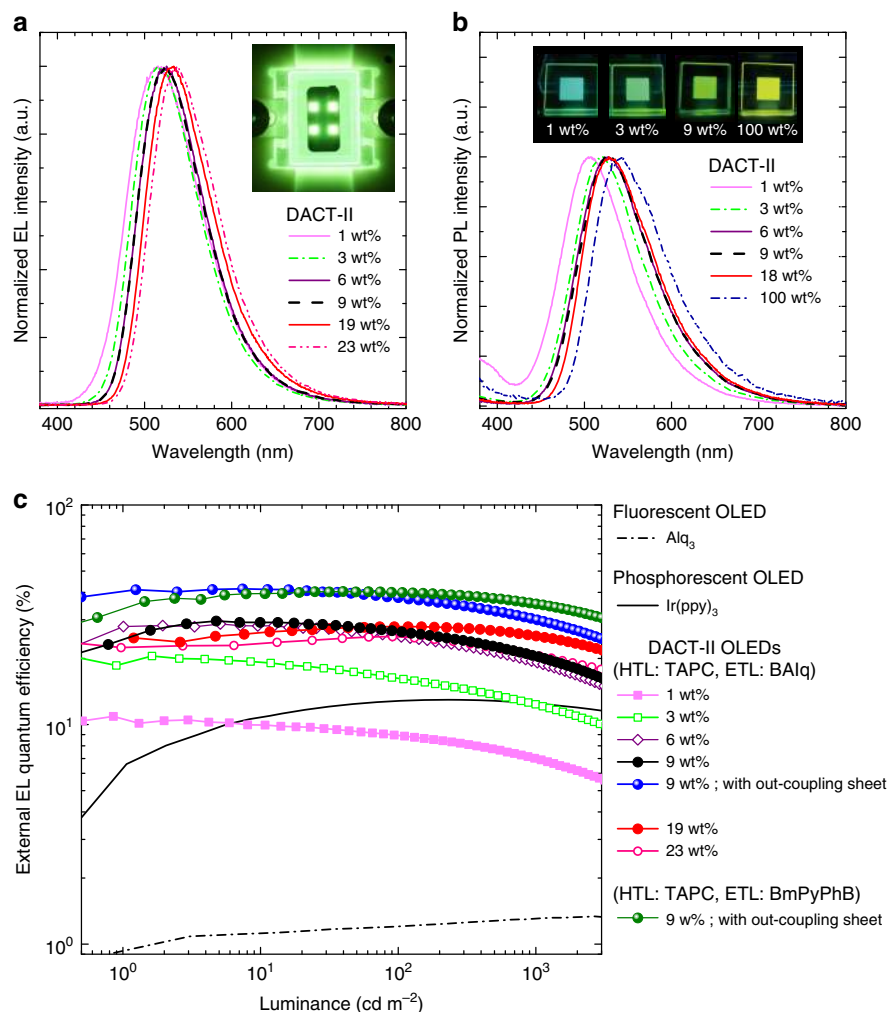 a
Normalized EL intensity (a.u.)
DACT-II
1 wt%
3 wt%
6 wt%
9 wt%
19 wt%
23 wt%
400
500
600
700
800
Wavelength (nm)
b
Normalized PL intensity (a.u.)
1 wt%
3 wt%
9 wt%
100 wt%
DACT-II
1 wt%
3 wt%
6 wt%
9 wt%
18 wt%
100 wt%
400
500
600
700
800
Wavelength (nm)
c
External EL quantum efficiency (%)
10²
10¹
10⁰
10⁰
10¹
10²
10³
Luminance (cd m⁻²)
Fluorescent OLED
Alq₃
Phosphorescent OLED
Ir(ppy)₃
DACT-II OLEDs
(HTL: TAPC, ETL: BAlq)
1 wt%
3 wt%
6 wt%
9 wt%
9 wt% ; with out-coupling sheet
19 wt%
23 wt%
(HTL: TAPC, ETL: BmPyPhB)
9 w% ; with out-coupling sheet